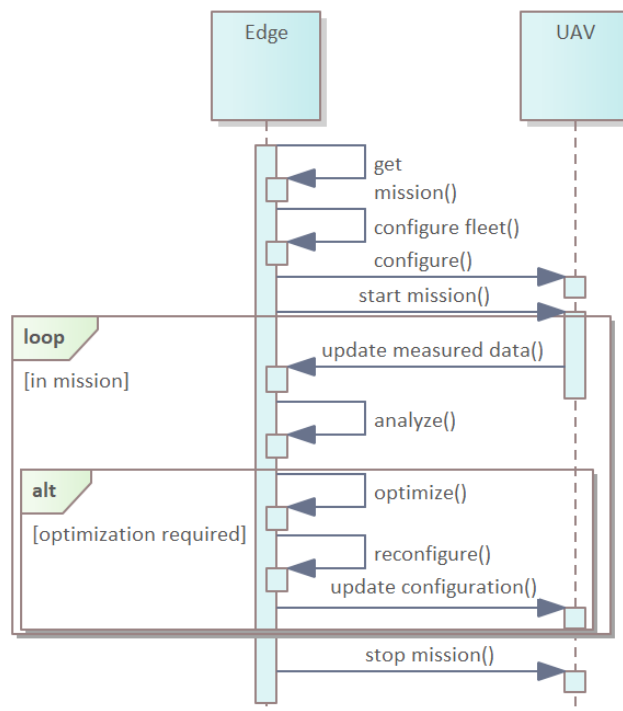 Edge
UAV
get
mission()
configure fleet()
configure()
start mission()
loop
update measured data()
[in mission]
analyze()
alt
optimize()
[optimization required]
reconfigure()
update configuration()
stop mission()